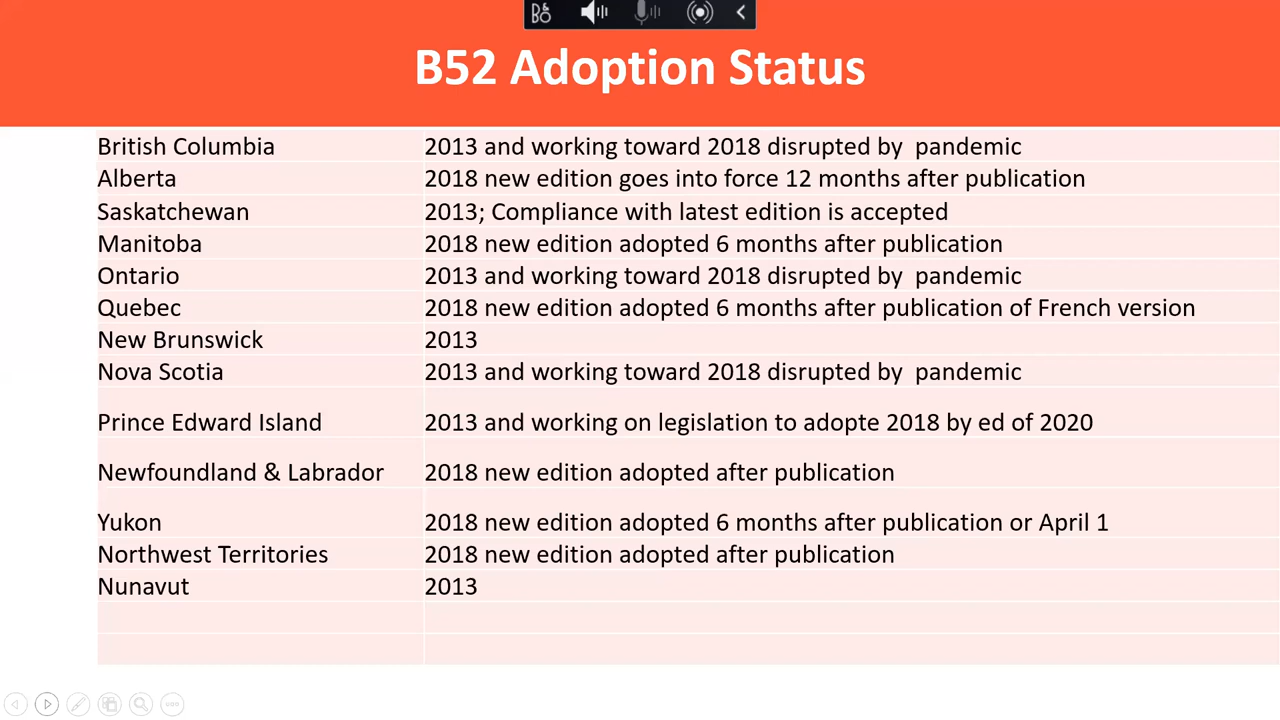 B&O
B52 Adoption Status
British Columbia 2013 and working toward 2018 disrupted by pandemic
Alberta 2018 new edition goes into force 12 months after publication
Saskatchewan 2013; Compliance with latest edition is accepted
Manitoba 2018 new edition adopted 6 months after publication
Ontario 2013 and working toward 2018 disrupted by pandemic
Quebec 2018 new edition adopted 6 months after publication of French version
New Brunswick 2013
Nova Scotia 2013 and working toward 2018 disrupted by pandemic
Prince Edward Island 2013 and working on legislation to adopte 2018 by ed of 2020
Newfoundland & Labrador 2018 new edition adopted after publication
Yukon 2018 new edition adopted 6 months after publication or April 1
Northwest Territories 2018 new edition adopted after publication
Nunavut 2013